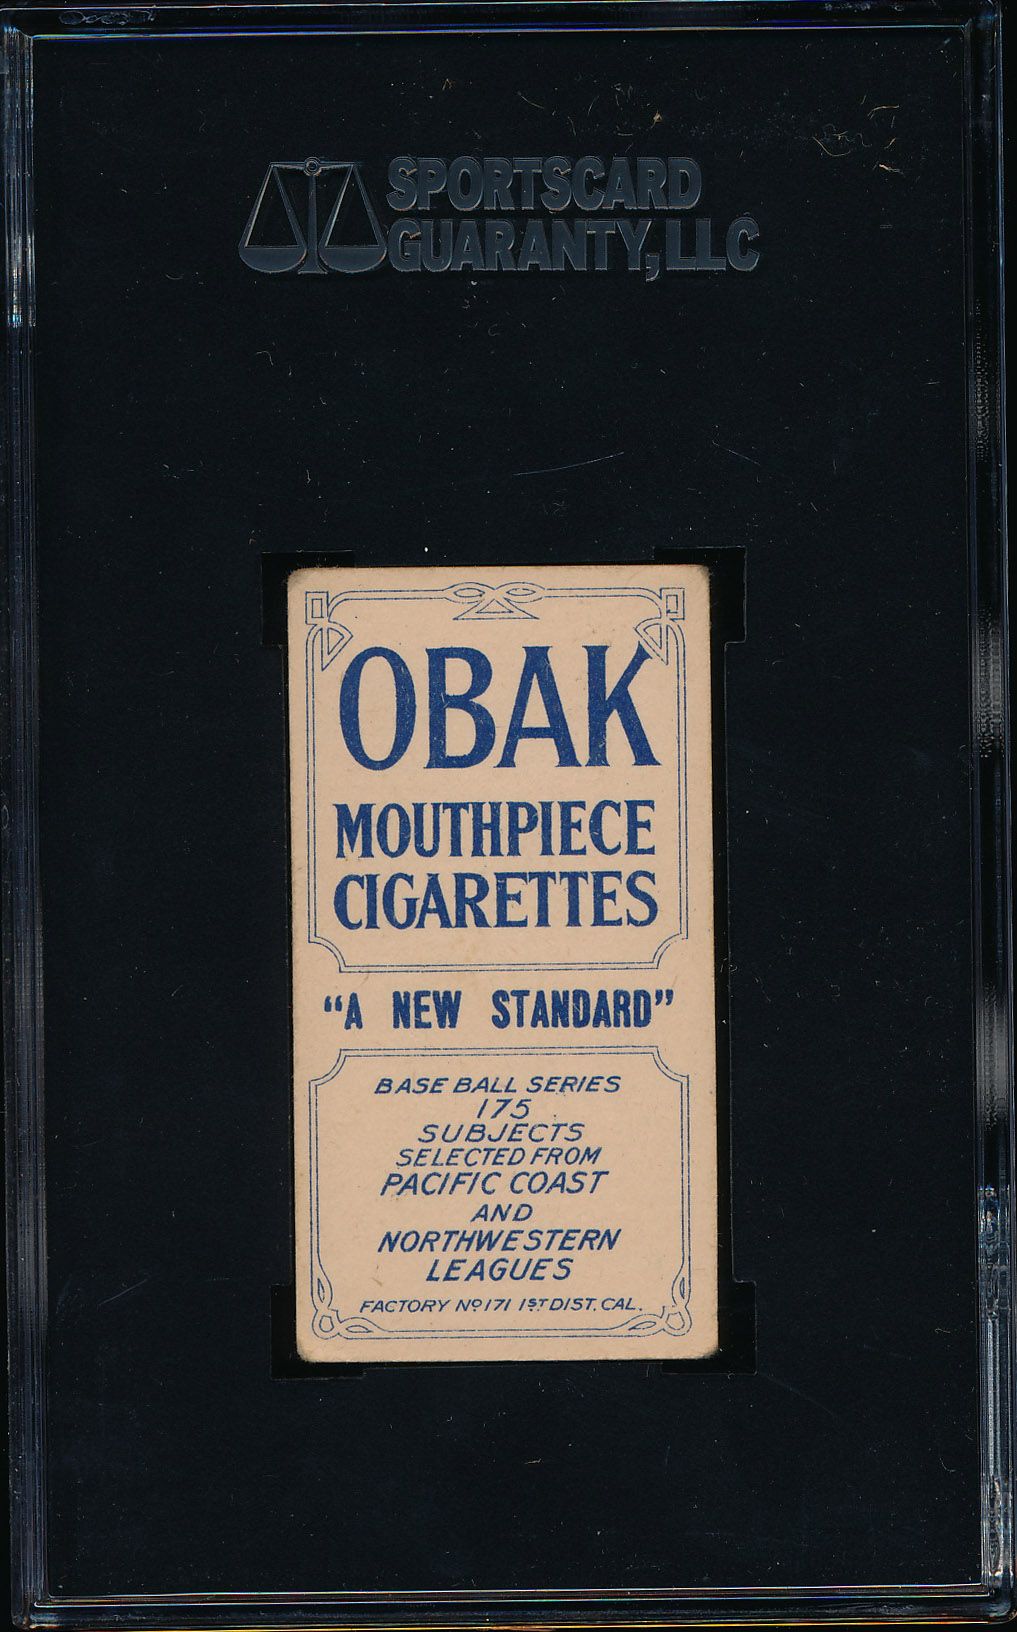 SPORTSCARD
GUARANTY, LLC
OBAK
MOUTHPIECE
CIGARETTES
"A NEW STANDARD"
BASE BALL SERIES
175
SUBJECTS
SELECTED FROM
PACIFIC COAST
AND
NORTHWESTERN
LEAGUES
FACTORY Nº 171 1ST DIST. CAL.